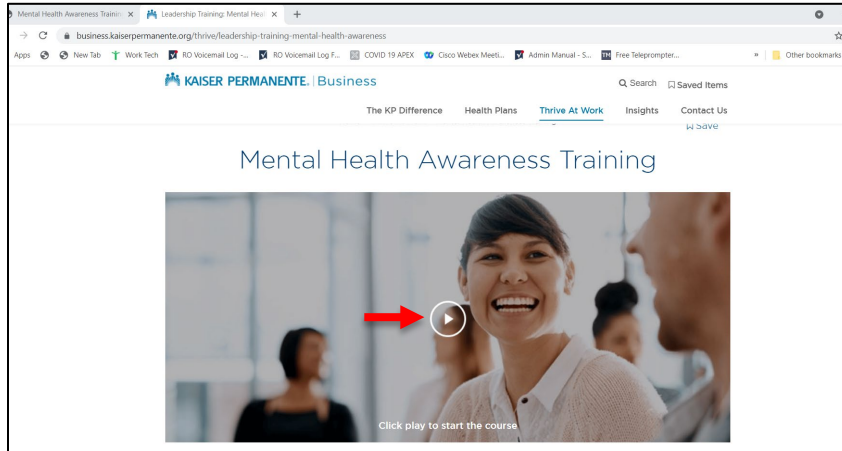 Mental Health Awareness Trainin Leadership Training: Mental Heal
business.kaiserpermanente.org/thrive/leadership-training-mental-health-awareness
Apps New Tab Work Tech RO Voicemail Log -... RO Voicemail Log F... COVID 19 APEX Cisco Webex Meeti... Admin Manual - S... TM Free Teleprompter... » Other bookmarks
KAISER PERMANENTE. | Business Search Saved Items
The KP Difference Health Plans Thrive At Work Insights Contact Us
Save
Mental Health Awareness Training
Click play to start the course